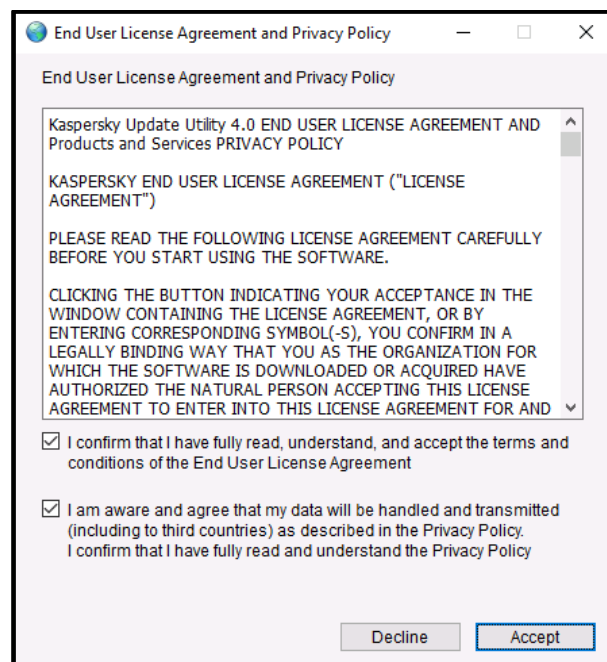 End User License Agreement and Privacy Policy
End User License Agreement and Privacy Policy
Kaspersky Update Utility 4.0 END USER LICENSE AGREEMENT AND
Products and Services PRIVACY POLICY
KASPERSKY END USER LICENSE AGREEMENT ("LICENSE
AGREEMENT")
PLEASE READ THE FOLLOWING LICENSE AGREEMENT CAREFULLY
BEFORE YOU START USING THE SOFTWARE.
CLICKING THE BUTTON INDICATING YOUR ACCEPTANCE IN THE
WINDOW CONTAINING THE LICENSE AGREEMENT, OR BY
ENTERING CORRESPONDING SYMBOL(-S), YOU CONFIRM IN A
LEGALLY BINDING WAY THAT YOU AS THE ORGANIZATION FOR
WHICH THE SOFTWARE IS DOWNLOADED OR ACQUIRED HAVE
AUTHORIZED THE NATURAL PERSON ACCEPTING THIS LICENSE
AGREEMENT TO ENTER INTO THIS LICENSE AGREEMENT FOR AND
I confirm that I have fully read, understand, and accept the terms and
conditions of the End User License Agreement
I am aware and agree that my data will be handled and transmitted
(including to third countries) as described in the Privacy Policy.
I confirm that I have fully read and understand the Privacy Policy
Decline
Accept